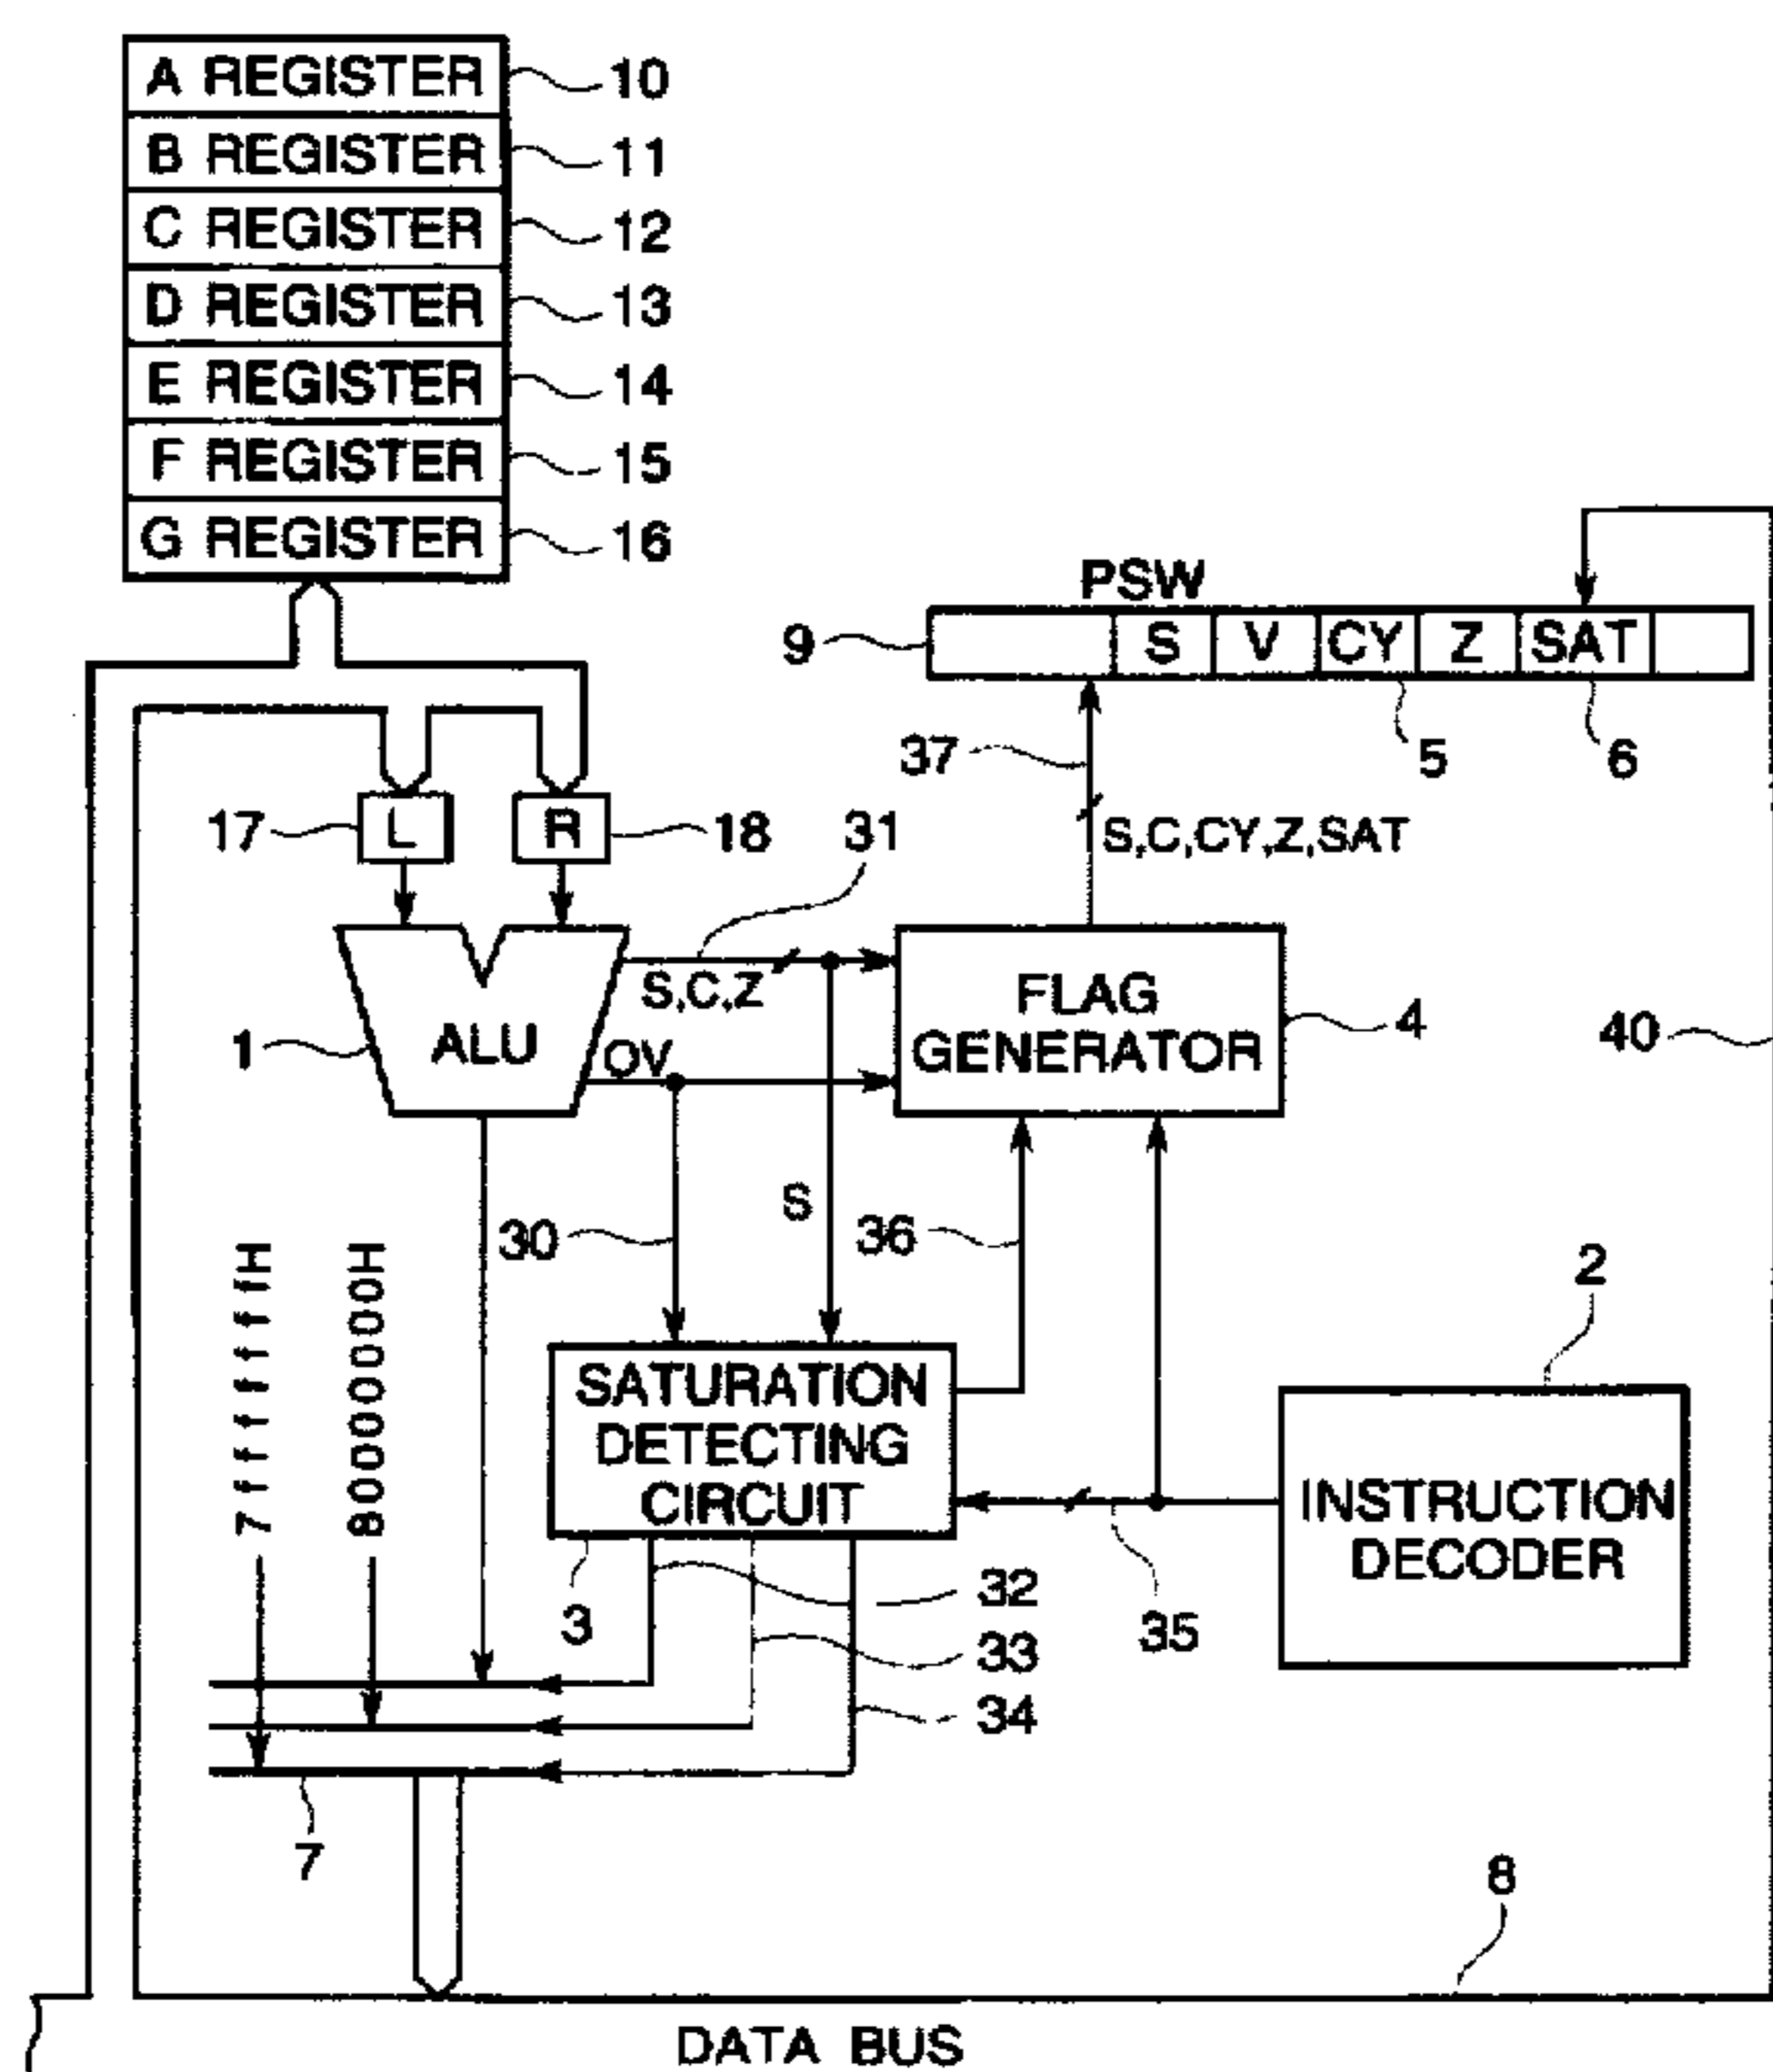 A REGISTER 10
B REGISTER 11
C REGISTER 12
D REGISTER 13
E REGISTER 14
F REGISTER 15
G REGISTER 16
PSW
9 S V CY Z SAT
5 6
37
S,C,CY,Z,SAT
17 L R 18 31
S,C,Z
FLAG
GENERATOR
4
40
1 ALU
OV
S
30
36
7fffffffH
80000000H
2
SATURATION
DETECTING
CIRCUIT
INSTRUCTION
DECODER
3
32
33
34
35
7
8
DATA BUS